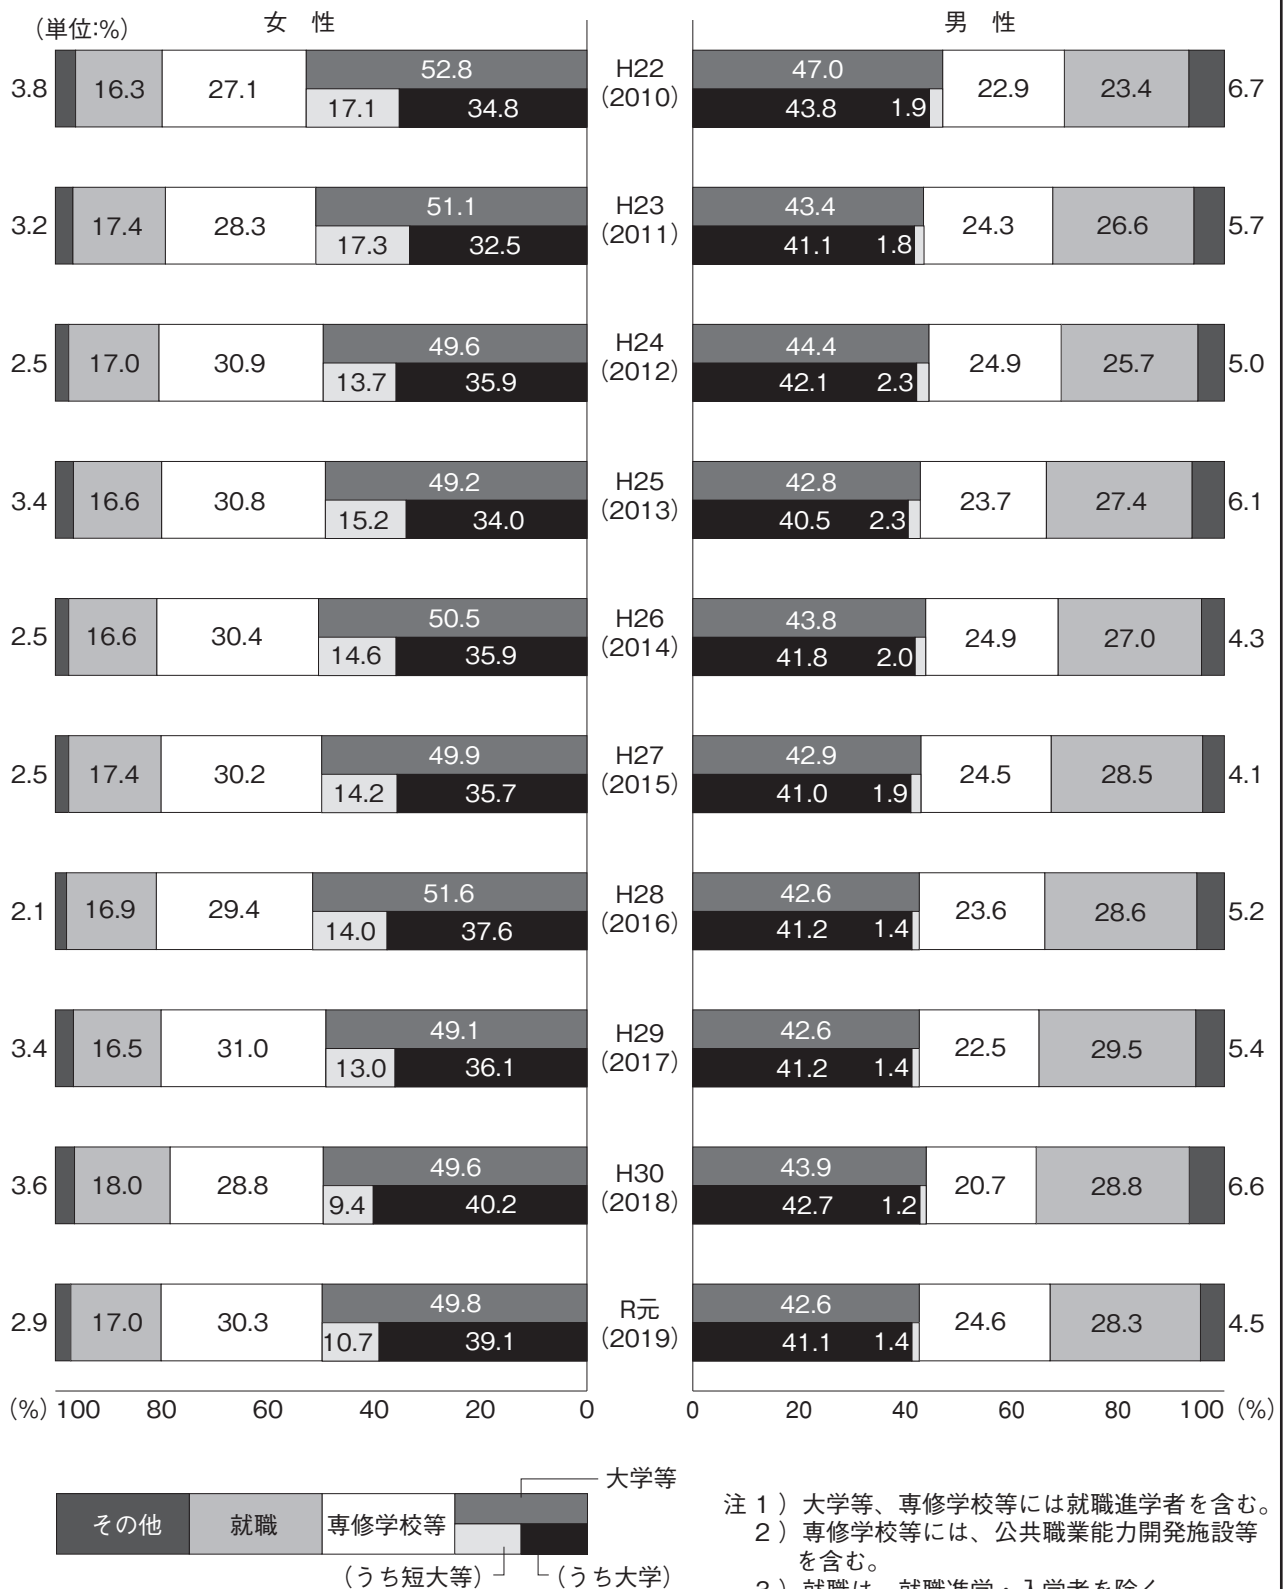 (単位:%)
女 性
男 性
3.8 16.3 27.1 52.8 H22 47.0 22.9 23.4 6.7
17.1 34.8 (2010) 43.8 1.9
3.2 17.4 28.3 51.1 H23 43.4 24.3 26.6 5.7
17.3 32.5 (2011) 41.1 1.8
2.5 17.0 30.9 49.6 H24 44.4 24.9 25.7 5.0
13.7 35.9 (2012) 42.1 2.3
3.4 16.6 30.8 49.2 H25 42.8 23.7 27.4 6.1
15.2 34.0 (2013) 40.5 2.3
2.5 16.6 30.4 50.5 H26 43.8 24.9 27.0 4.3
14.6 35.9 (2014) 41.8 2.0
2.5 17.4 30.2 49.9 H27 42.9 24.5 28.5 4.1
14.2 35.7 (2015) 41.0 1.9
2.1 16.9 29.4 51.6 H28 42.6 23.6 28.6 5.2
14.0 37.6 (2016) 41.2 1.4
3.4 16.5 31.0 49.1 H29 42.6 22.5 29.5 5.4
13.0 36.1 (2017) 41.2 1.4
3.6 18.0 28.8 49.6 H30 43.9 20.7 28.8 6.6
9.4 40.2 (2018) 42.7 1.2
2.9 17.0 30.3 49.8 R元 42.6 24.6 28.3 4.5
10.7 39.1 (2019) 41.1 1.4
(%) 100 80 60 40 20 0 0 20 40 60 80 100 (%)
大学等
その他 就職 専修学校等
(うち短大等) (うち大学)
注 1 ) 大学等、専修学校等には就職進学者を含む。
2 ) 専修学校等には、公共職業能力開発施設等
を含む。
3 ) 就職は、就職進学・入学者を除く